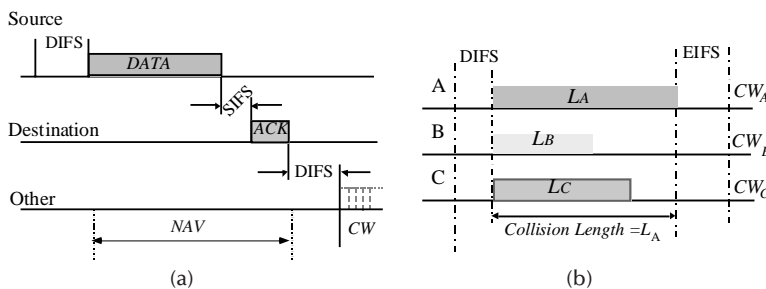 Source
DIFS
DATA
SIFS
Destination
ACK
DIFS
Other
NAV
CW
(a)
DIFS
EIFS
A
LA
CWA
B
LB
CWB
C
LC
CWC
Collision Length =LA
(b)